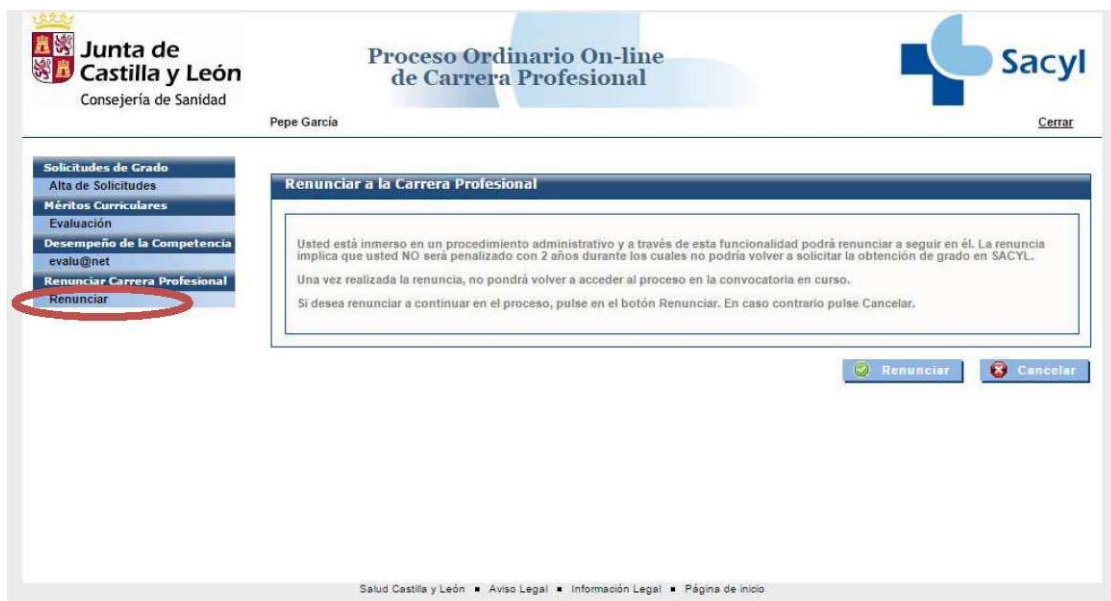 Junta de
Castilla y León
Consejería de Sanidad
Proceso Ordinario On-line
de Carrera Profesional
Sacyl
Pepe García
Cerrar
Solicitudes de Grado
Alta de Solicitudes
Méritos Curriculares
Evaluación
Desempeño de la Competencia
evalu@net
Renunciar Carrera Profesional
Renunciar
Renunciar a la Carrera Profesional
Usted está inmerso en un procedimiento administrativo y a través de esta funcionalidad podrá renunciar a seguir en él. La renuncia
implica que usted NO será penalizado con 2 años durante los cuales no podría volver a solicitar la obtención de grado en SACYL.
Una vez realizada la renuncia, no pondrá volver a acceder al proceso en la convocatoria en curso.
Si desea renunciar a continuar en el proceso, pulse en el botón Renunciar. En caso contrario pulse Cancelar.
Renunciar
Cancelar
Salud Castilla y León ▪ Aviso Legal ▪ Información Legal ▪ Página de inicio